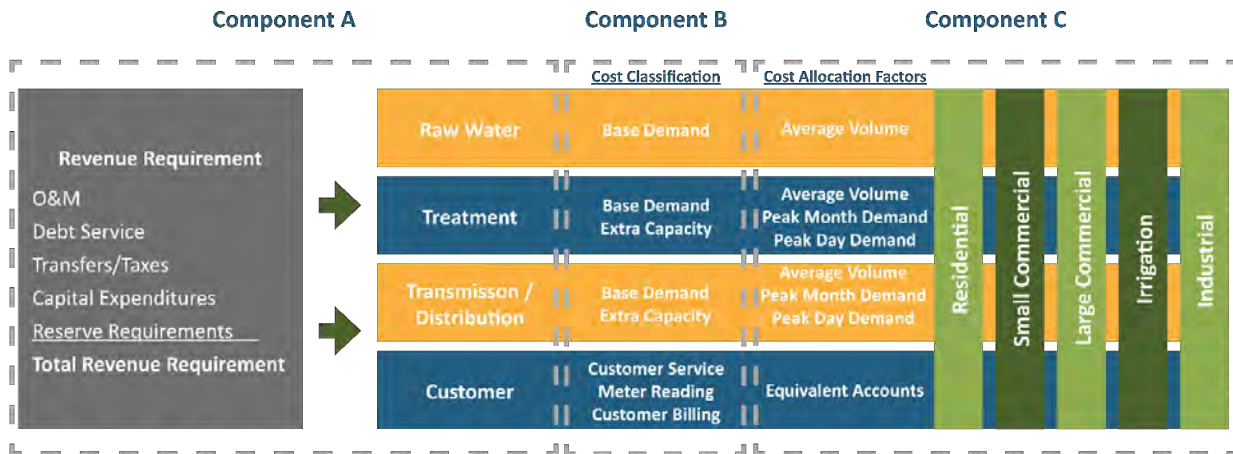 Component A
Component B
Component C
Cost Classification
Cost Allocation Factors
Revenue Requirement
O&M
Debt Service
Transfers/Taxes
Capital Expenditures
Reserve Requirements
Total Revenue Requirement
Raw Water
Base Demand
Average Volume
Treatment
Base Demand
Extra Capacity
Average Volume
Peak Month Demand
Peak Day Demand
Transmisson /
Distribution
Base Demand
Extra Capacity
Average Volume
Peak Month Demand
Peak Day Demand
Customer
Customer Service
Meter Reading
Customer Billing
Equivalent Accounts
Residential
Small Commercial
Large Commercial
Irrigation
Industrial